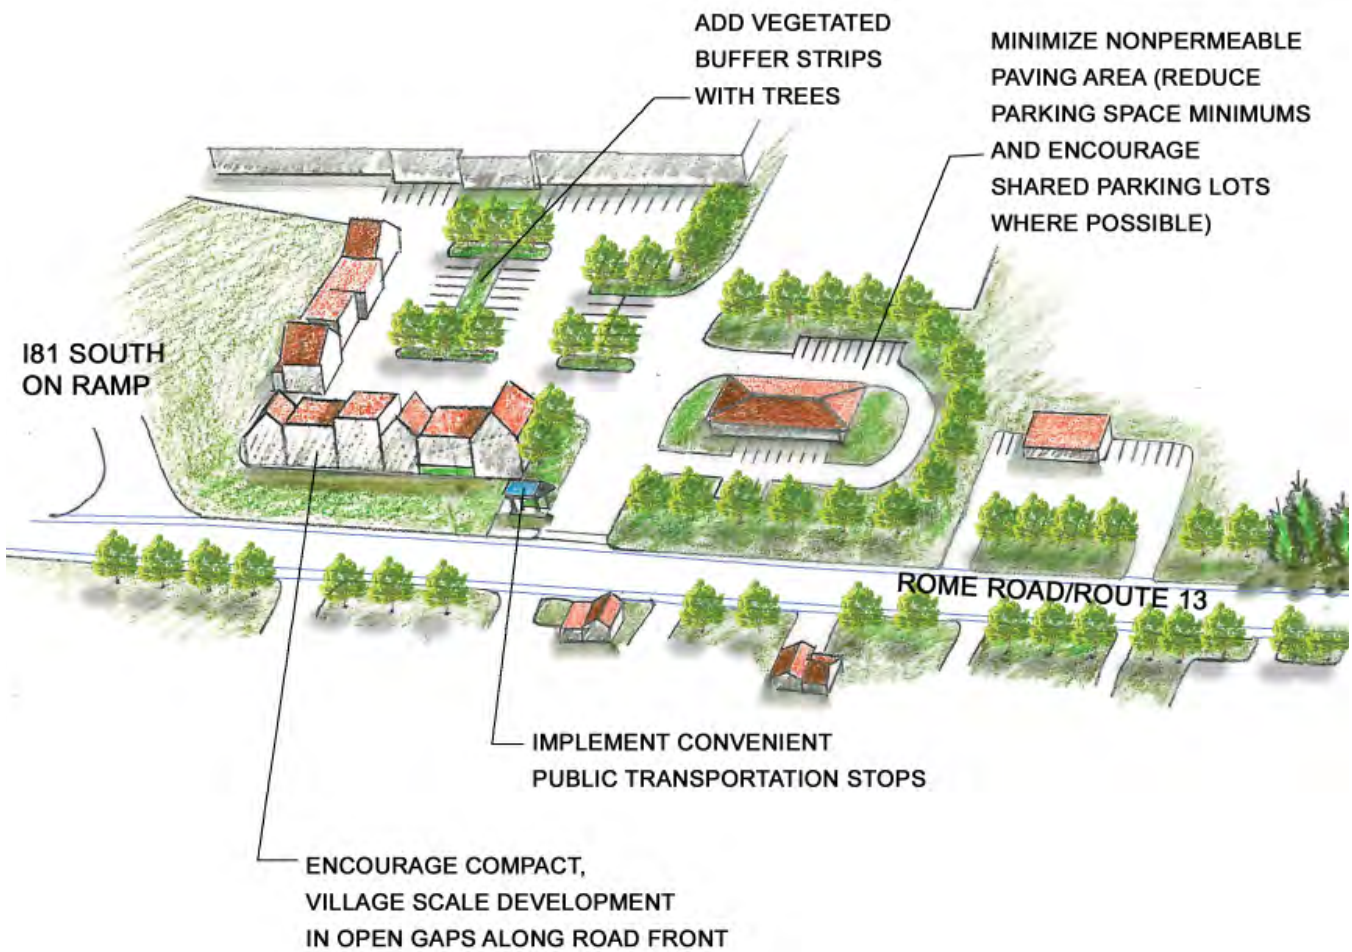 ADD VEGETATED
BUFFER STRIPS
WITH TREES
MINIMIZE NONPERMEABLE
PAVING AREA (REDUCE
PARKING SPACE MINIMUMS
AND ENCOURAGE
SHARED PARKING LOTS
WHERE POSSIBLE)
I81 SOUTH
ON RAMP
ROME ROAD/ROUTE 13
IMPLEMENT CONVENIENT
PUBLIC TRANSPORTATION STOPS
ENCOURAGE COMPACT,
VILLAGE SCALE DEVELOPMENT
IN OPEN GAPS ALONG ROAD FRONT